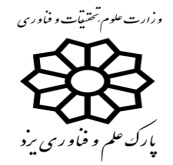 وزارت علوم تحقیقات و فناوری
پارک علم و فناوری یزد